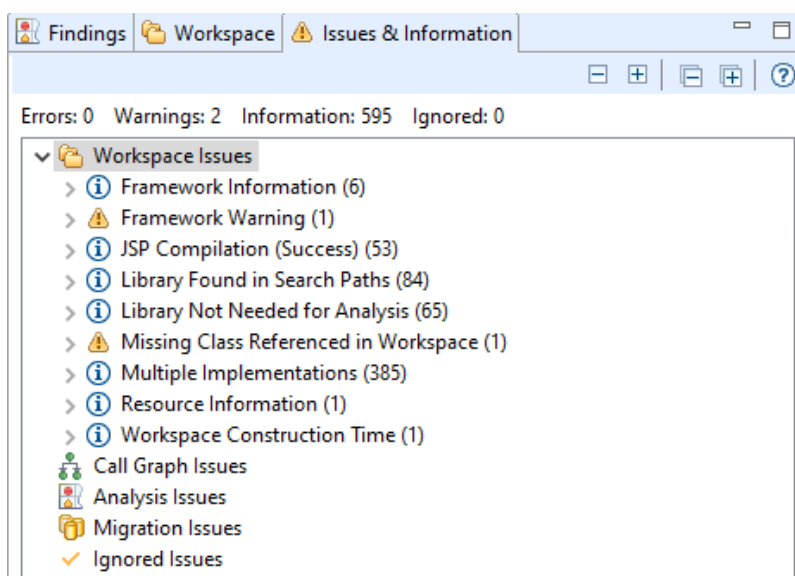 Findings Workspace Issues & Information
Errors: 0 Warnings: 2 Information: 595 Ignored: 0
Workspace Issues
Framework Information (6)
Framework Warning (1)
JSP Compilation (Success) (53)
Library Found in Search Paths (84)
Library Not Needed for Analysis (65)
Missing Class Referenced in Workspace (1)
Multiple Implementations (385)
Resource Information (1)
Workspace Construction Time (1)
Call Graph Issues
Analysis Issues
Migration Issues
Ignored Issues